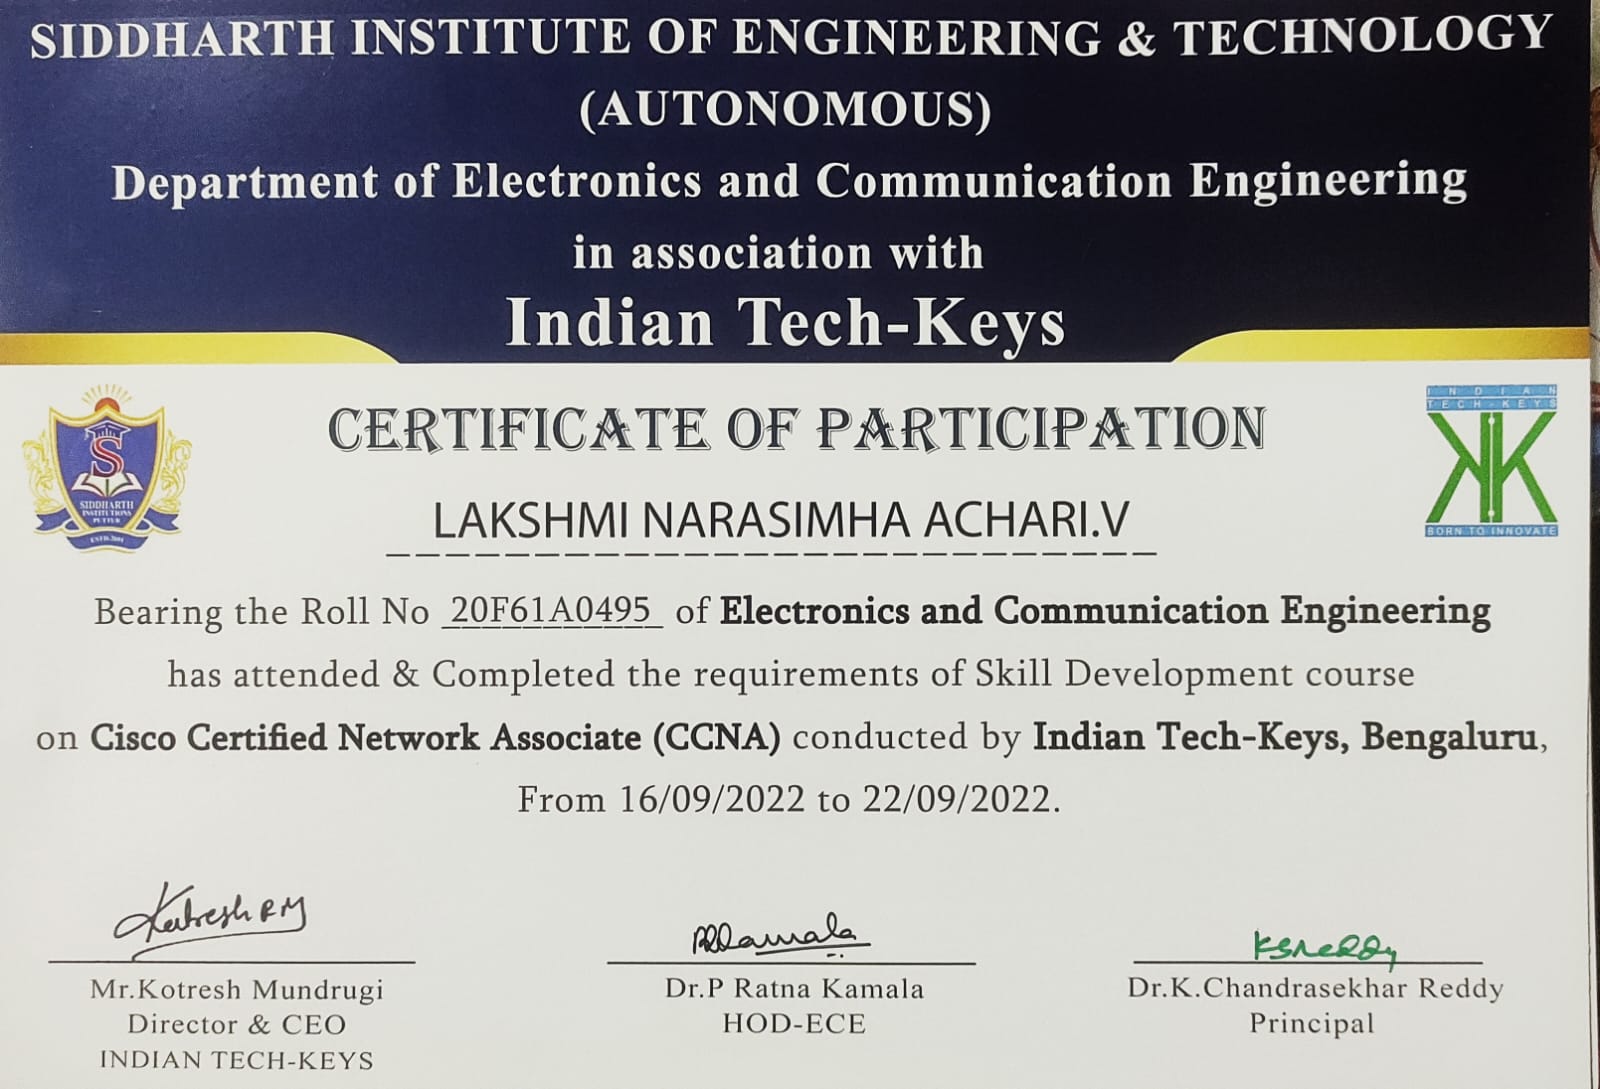 SIDDHARTH INSTITUTE OF ENGINEERING & TECHNOLOGY
(AUTONOMOUS)
Department of Electronics and Communication Engineering
in association with
Indian Tech-Keys
CERTIFICATE OF PARTICIPATION
S
SIDDHARTH
INSTITUTIONS
PUTTUR
ESTD.2001
INDIAN
TECH-KEYS
BORN TO INNOVATE
LAKSHMI NARASIMHA ACHARI.V
Bearing the Roll No 20F61A0495 of Electronics and Communication Engineering
has attended & Completed the requirements of Skill Development course
on Cisco Certified Network Associate (CCNA) conducted by Indian Tech-Keys, Bengaluru,
From 16/09/2022 to 22/09/2022.
Kotresh R M
KSReddy
Mr.Kotresh Mundrugi
Director & CEO
INDIAN TECH-KEYS
Dr.P Ratna Kamala
HOD-ECE
Dr.K.Chandrasekhar Reddy
Principal